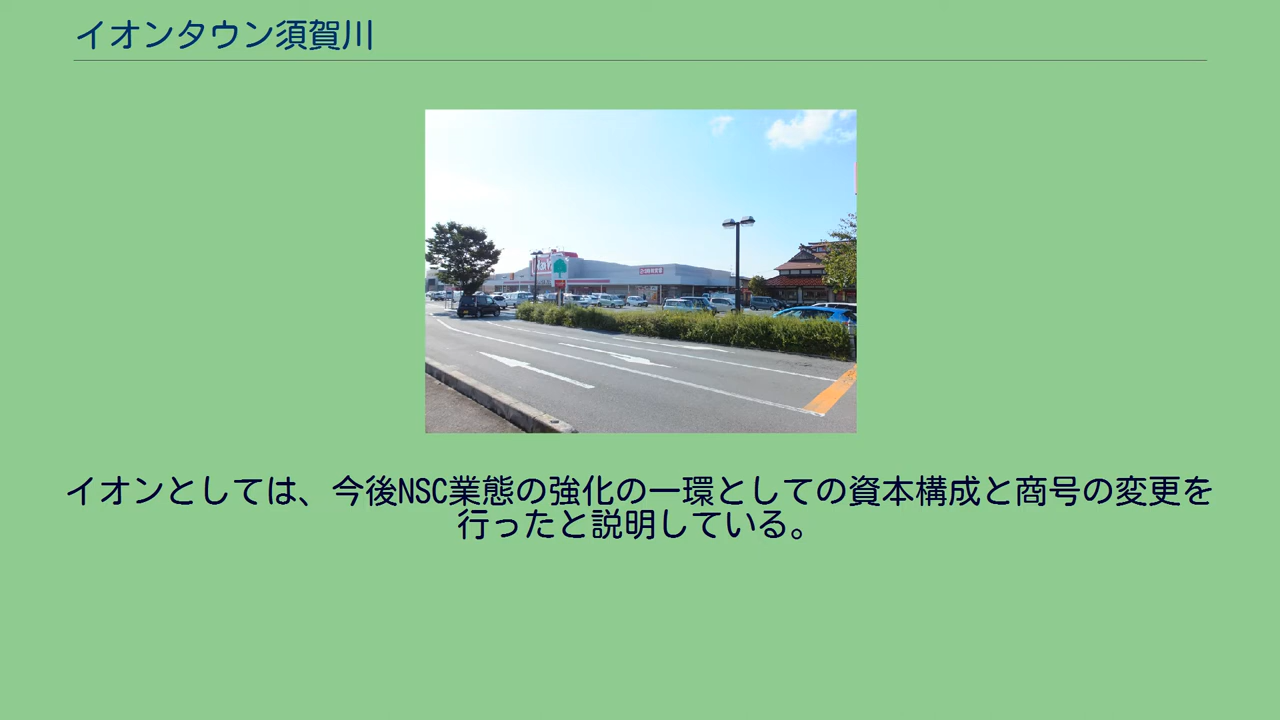 イオンタウン須賀川
イオンとしては、今後NSC業態の強化の一環としての資本構成と商号の変更を
行ったと説明している。